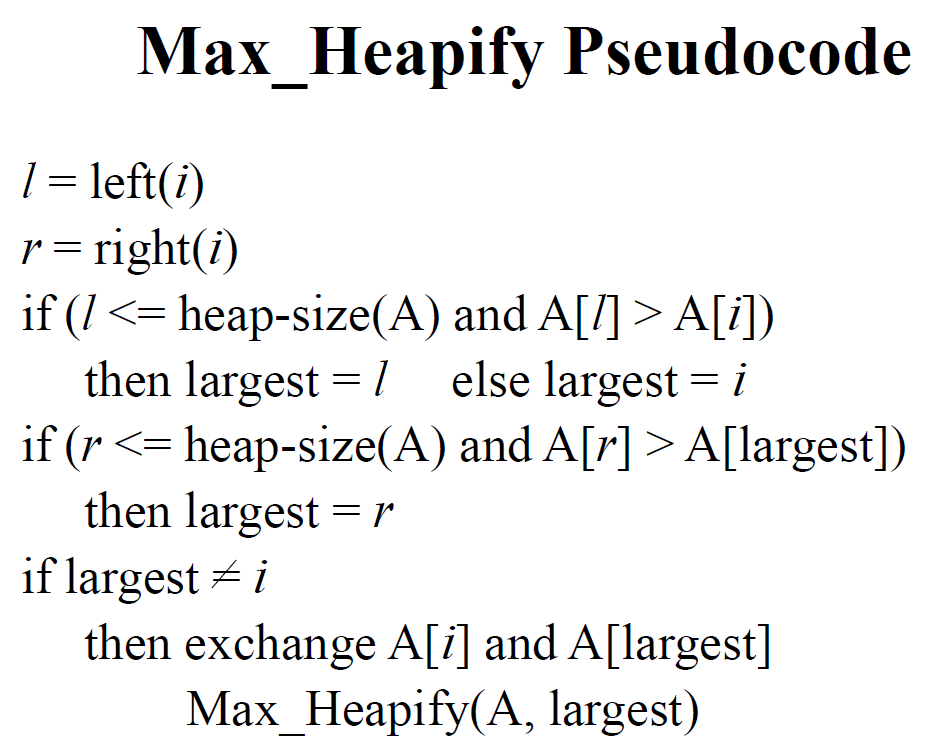 Max_Heapify Pseudocode
l = left(i)
r = right(i)
if (l <= heap-size(A) and A[l] > A[i])
then largest = l else largest = i
if (r <= heap-size(A) and A[r] > A[largest])
then largest = r
if largest ≠ i
then exchange A[i] and A[largest]
Max_Heapify(A, largest)